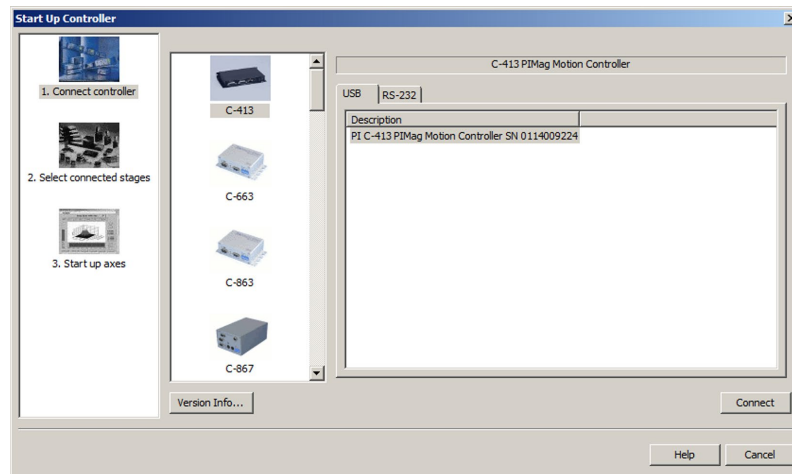 Start Up Controller
1. Connect controller
2. Select connected stages
3. Start up axes
C-413
C-663
C-863
C-867
Version Info...
C-413 PIMag Motion Controller
USB
RS-232
Description
PI C-413 PIMag Motion Controller SN 0114009224
Connect
Help
Cancel